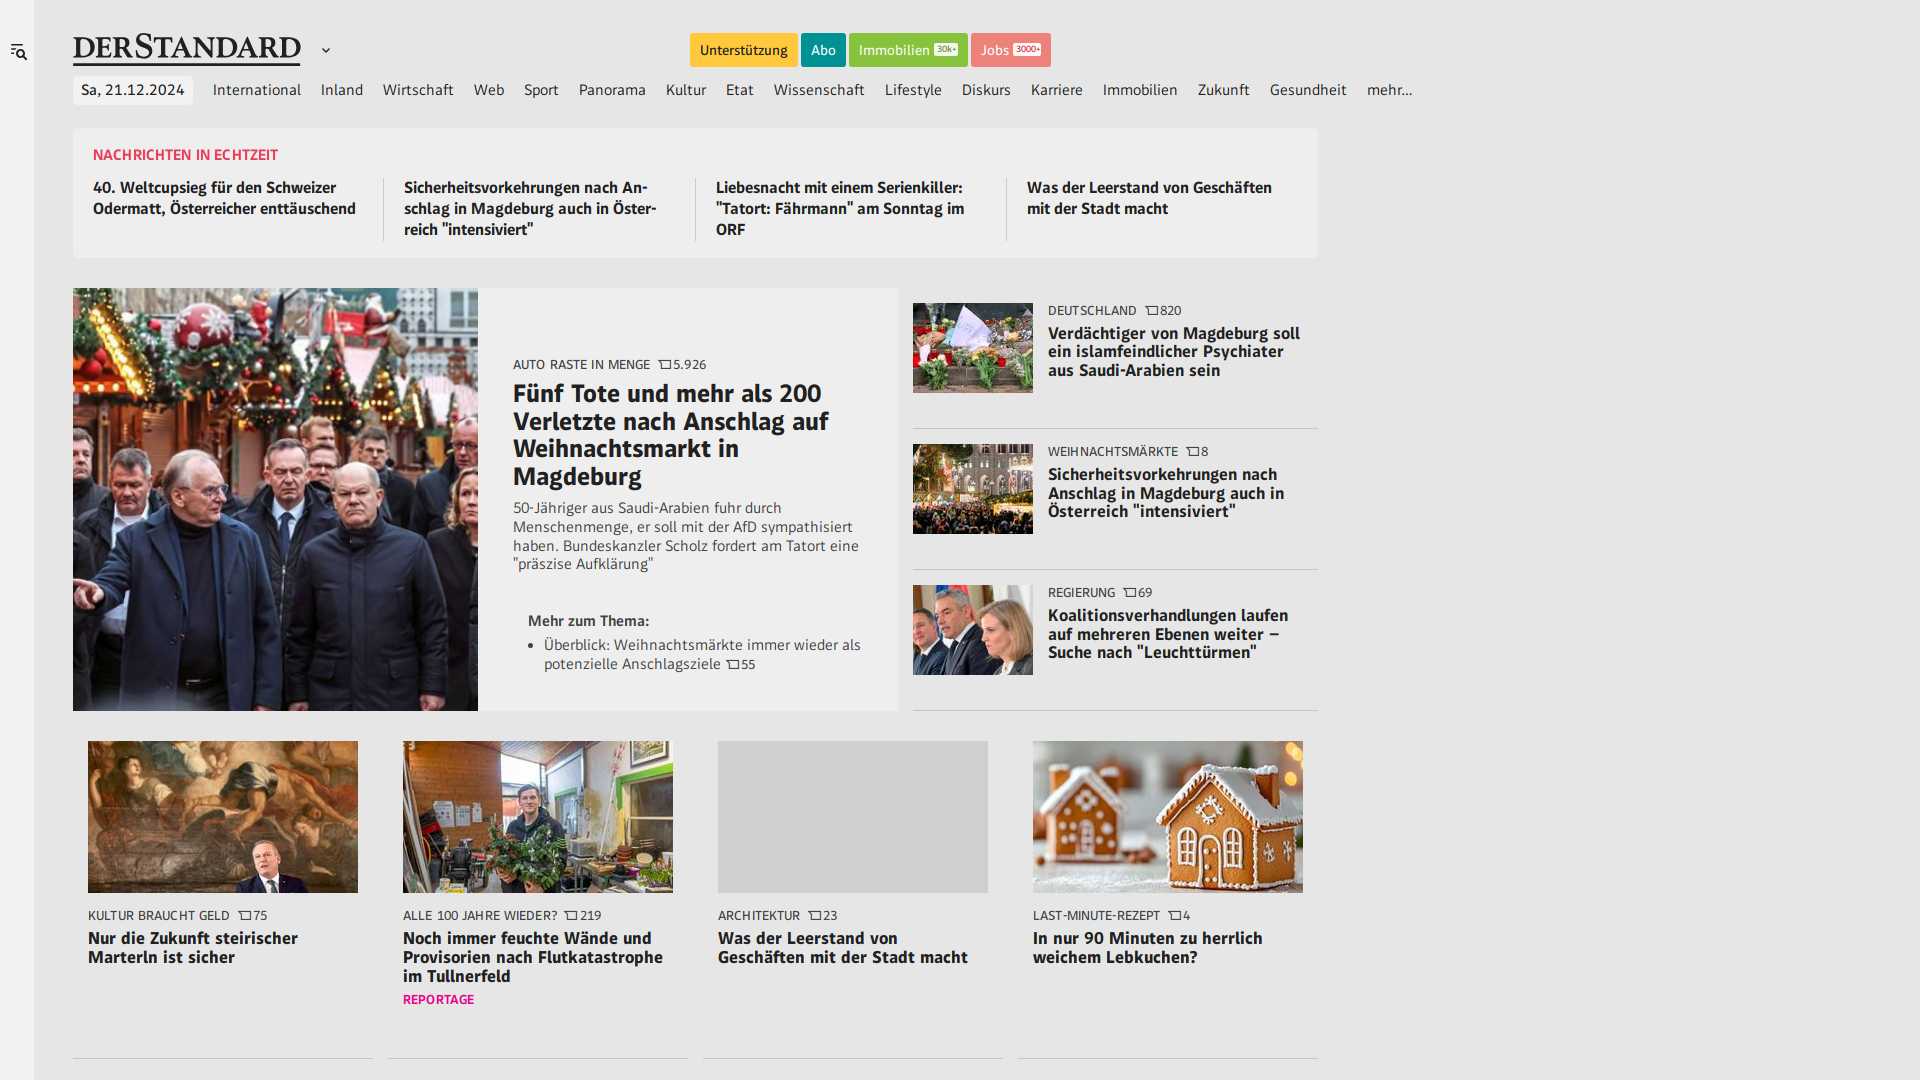 DERSTANDARD
Unterstützung
Abo
Immobilien 30k+
Jobs 3000+
Sa, 21.12.2024
International
Inland
Wirtschaft
Web
Sport
Panorama
Kultur
Etat
Wissenschaft
Lifestyle
Diskurs
Karriere
Immobilien
Zukunft
Gesundheit
mehr...
NACHRICHTEN IN ECHTZEIT
40. Weltcupsieg für den Schweizer
Odermatt, Österreicher enttäuschend
Sicherheitsvorkehrungen nach An-
schlag in Magdeburg auch in Öster-
reich "intensiviert"
Liebesnacht mit einem Serienkiller:
"Tatort: Fährmann" am Sonntag im
ORF
Was der Leerstand von Geschäften
mit der Stadt macht
AUTO RASTE IN MENGE 5.926
Fünf Tote und mehr als 200
Verletzte nach Anschlag auf
Weihnachtsmarkt in
Magdeburg
50-Jähriger aus Saudi-Arabien fuhr durch
Menschenmenge, er soll mit der AfD sympathisiert
haben. Bundeskanzler Scholz fordert am Tatort eine
"präszise Aufklärung"
Mehr zum Thema:
Überblick: Weihnachtsmärkte immer wieder als
potenzielle Anschlagsziele 55
DEUTSCHLAND 820
Verdächtiger von Magdeburg soll
ein islamfeindlicher Psychiater
aus Saudi-Arabien sein
WEIHNACHTSMÄRKTE 8
Sicherheitsvorkehrungen nach
Anschlag in Magdeburg auch in
Österreich "intensiviert"
REGIERUNG 69
Koalitionsverhandlungen laufen
auf mehreren Ebenen weiter –
Suche nach "Leuchttürmen"
KULTUR BRAUCHT GELD 75
Nur die Zukunft steirischer
Marterln ist sicher
ALLE 100 JAHRE WIEDER? 219
Noch immer feuchte Wände und
Provisorien nach Flutkatastrophe
im Tullnerfeld
REPORTAGE
ARCHITEKTUR 23
Was der Leerstand von
Geschäften mit der Stadt macht
LAST-MINUTE-REZEPT 4
In nur 90 Minuten zu herrlich
weichem Lebkuchen?